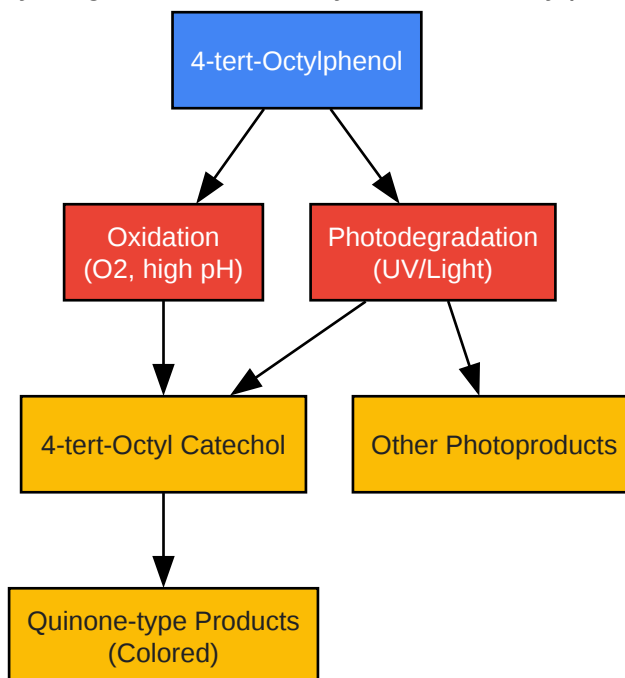 4-tert-Octylphenol
Oxidation
(O2, high pH)
Photodegradation
(UV/Light)
4-tert-Octyl Catechol
Other Photoproducts
Quinone-type Products
(Colored)